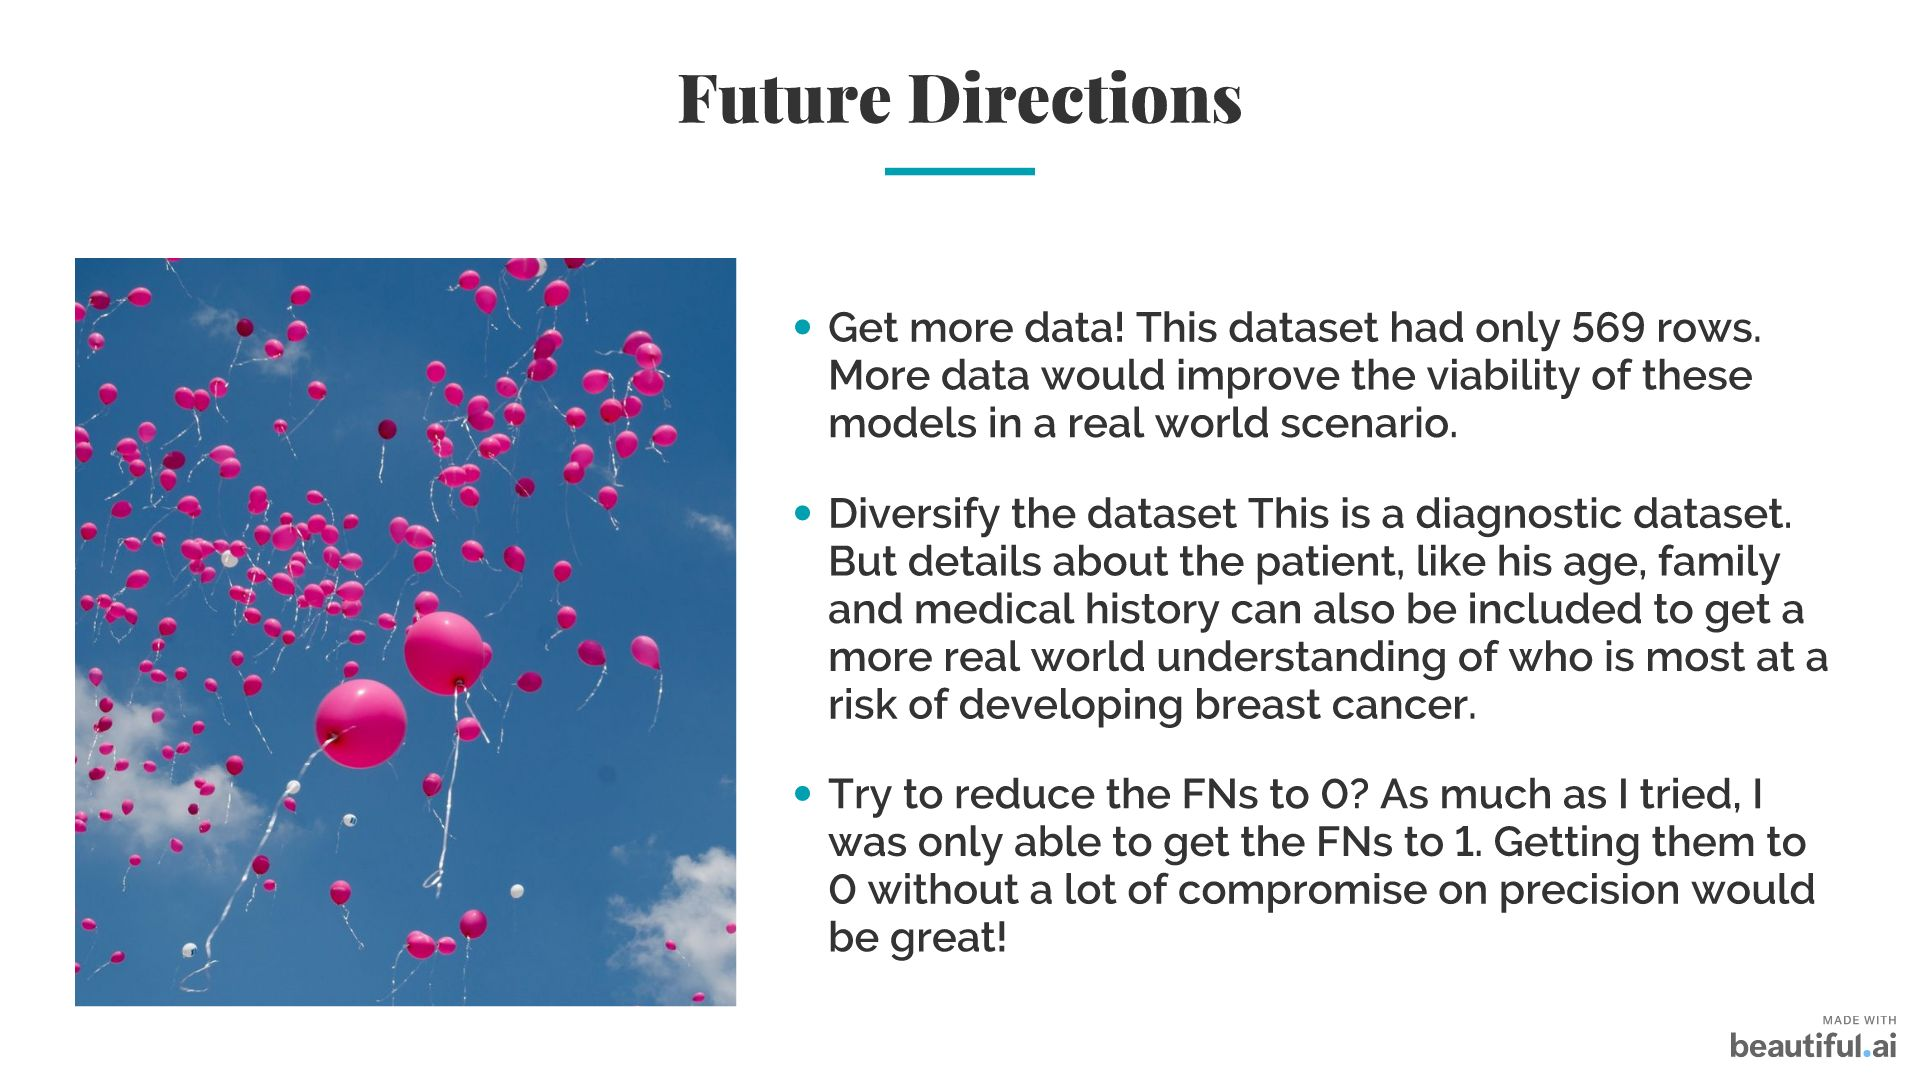 Future Directions
Get more data! This dataset had only 569 rows.
More data would improve the viability of these
models in a real world scenario.
Diversify the dataset This is a diagnostic dataset.
But details about the patient, like his age, family
and medical history can also be included to get a
more real world understanding of who is most at a
risk of developing breast cancer.
Try to reduce the FNs to 0? As much as I tried, I
was only able to get the FNs to 1. Getting them to
0 without a lot of compromise on precision would
be great!
MADE WITH
beautiful.ai